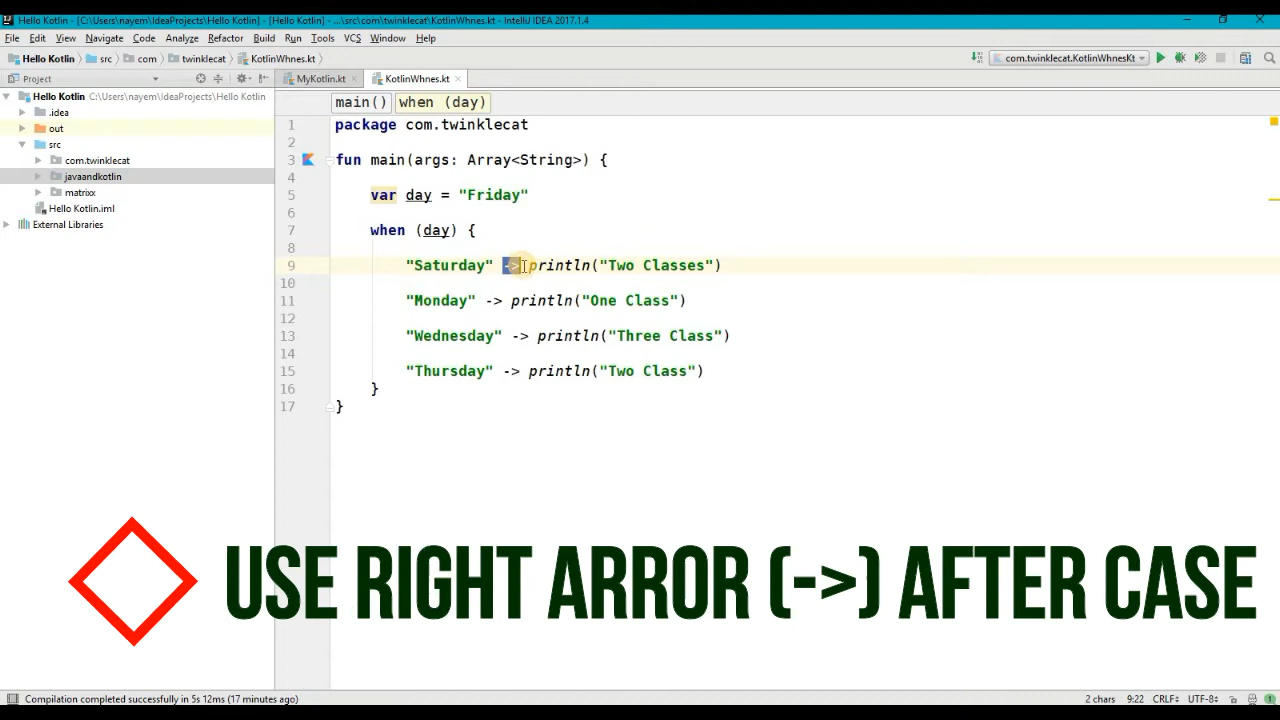 Hello Kotlin - [C:\Users\nayem\IdeaProjects\Hello Kotlin] - [Hello Kotlin] - ...\src\com\twinklecat\KotlinWhnes.kt - IntelliJ IDEA 2017.1.4
File Edit View Navigate Code Analyze Refactor Build Run Tools VCS Window Help
Hello Kotlin src com twinklecat KotlinWhnes.kt com.twinklecat.KotlinWhnesKt
Project MyKotlin.kt KotlinWhnes.kt
Hello Kotlin C:\Users\nayem\IdeaProjects\Hello Kotlin
.idea
out
src
com.twinklecat
javaandkotlin
matrixx
Hello Kotlin.iml
External Libraries
main() when (day)
1 package com.twinklecat
2
3 fun main(args: Array<String>) {
4
5 var day = "Friday"
6
7 when (day) {
8
9 "Saturday" -> println("Two Classes")
10
11 "Monday" -> println("One Class")
12
13 "Wednesday" -> println("Three Class")
14
15 "Thursday" -> println("Two Class")
16 }
17 }
USE RIGHT ARROR (->) AFTER CASE
Compilation completed successfully in 5s 12ms (17 minutes ago) 2 chars 9:22 CRLF UTF-8 1